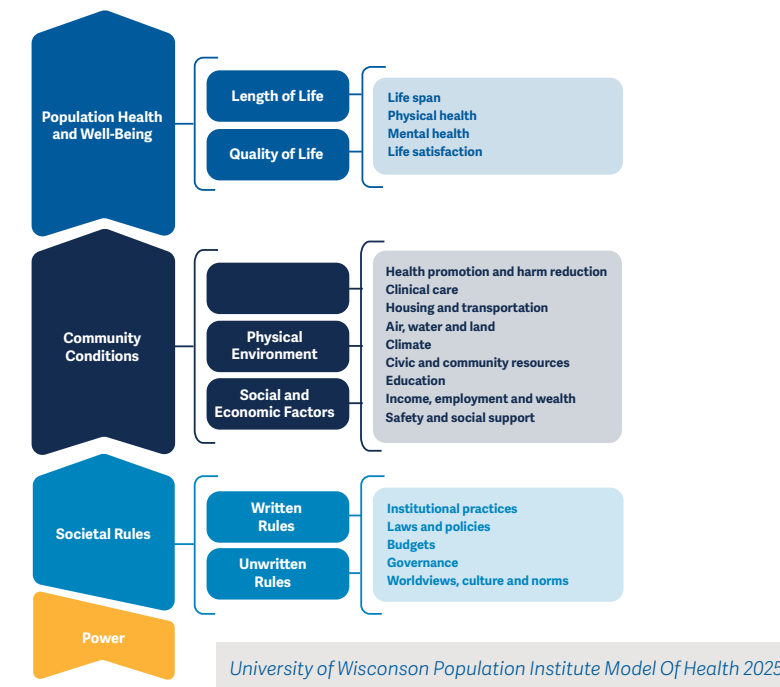 Population Health
and Well-Being
Length of Life
Quality of Life
Life span
Physical health
Mental health
Life satisfaction
Community
Conditions
Physical
Environment
Social and
Economic Factors
Health promotion and harm reduction
Clinical care
Housing and transportation
Air, water and land
Climate
Civic and community resources
Education
Income, employment and wealth
Safety and social support
Societal Rules
Written
Rules
Unwritten
Rules
Institutional practices
Laws and policies
Budgets
Governance
Worldviews, culture and norms
Power
University of Wisconson Population Institute Model Of Health 2025